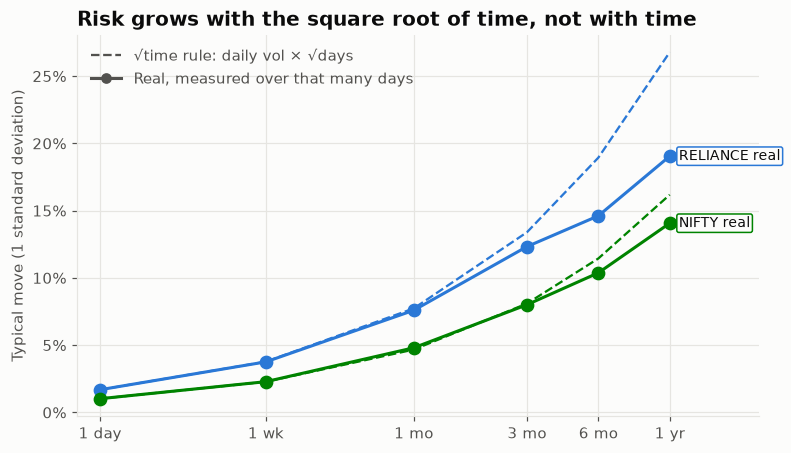 Risk grows with the square root of time, not with time
√time rule: daily vol × √days
Real, measured over that many days
Typical move (1 standard deviation)
25%
20%
15%
10%
5%
0%
RELIANCE real
NIFTY real
1 day
1 wk
1 mo
3 mo
6 mo
1 yr